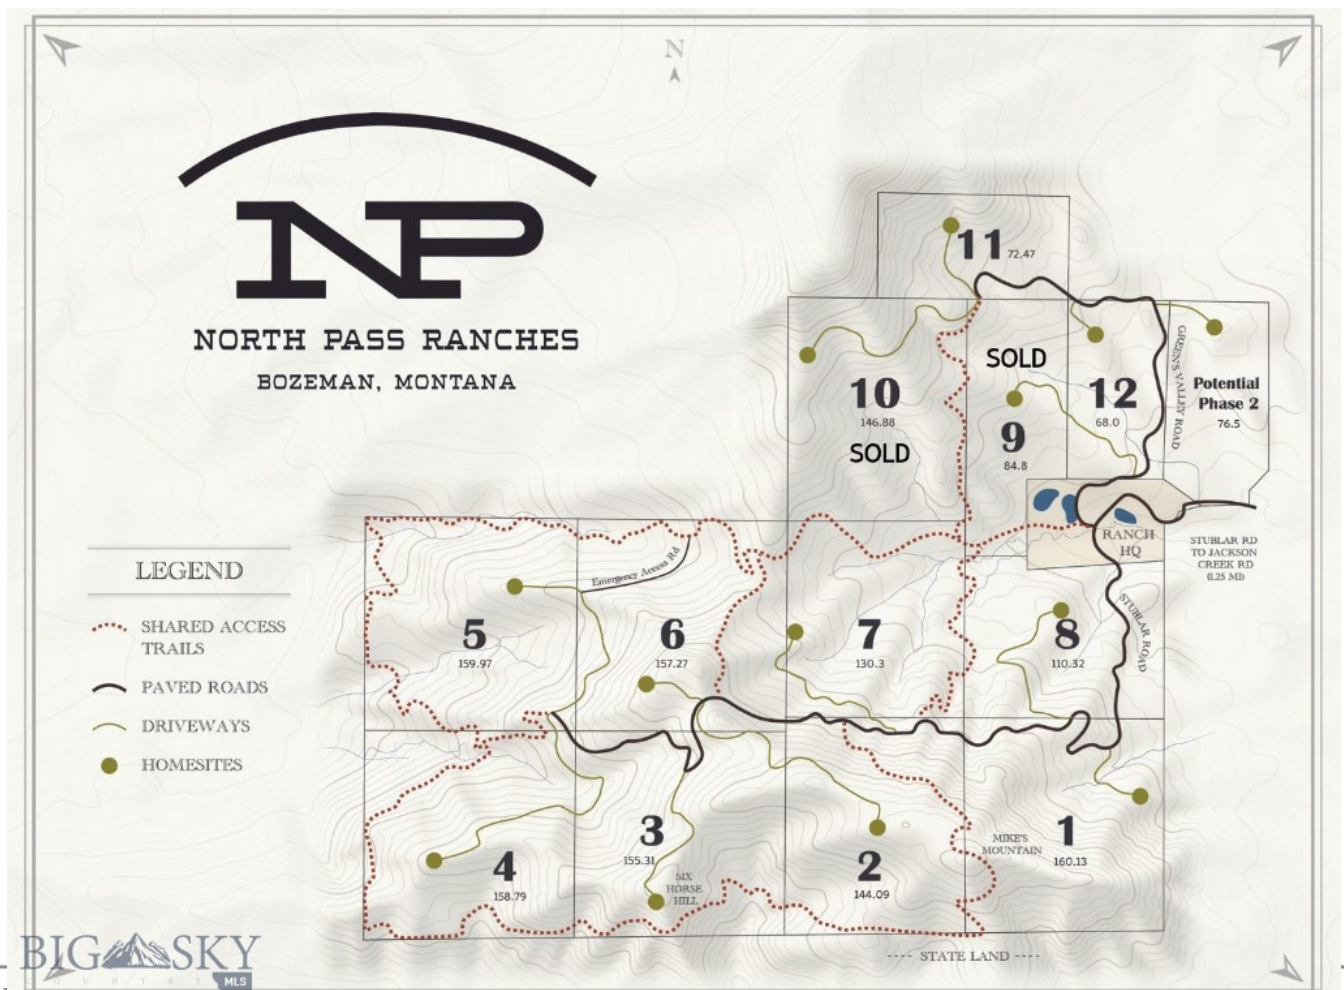 N
NP
NORTH PASS RANCHES
BOZEMAN, MONTANA
11
72.47
SOLD
10
146.88
SOLD
9
84.8
12
68.0
GREEN'S VALLEY ROAD
Potential
Phase 2
76.5
RANCH
HQ
STUBLAR RD
TO JACKSON
CREEK RD
(1.25 MI)
STUBLAR ROAD
LEGEND
SHARED ACCESS
TRAILS
PAVED ROADS
DRIVEWAYS
HOMESITES
Emergency Access Rd
5
159.97
6
157.27
7
130.3
8
110.32
4
158.79
3
155.31
SIX
HORSE
HILL
2
144.09
MIKE'S
MOUNTAIN
1
160.13
---- STATE LAND ----
BIG SKY
COUNTRY
MLS